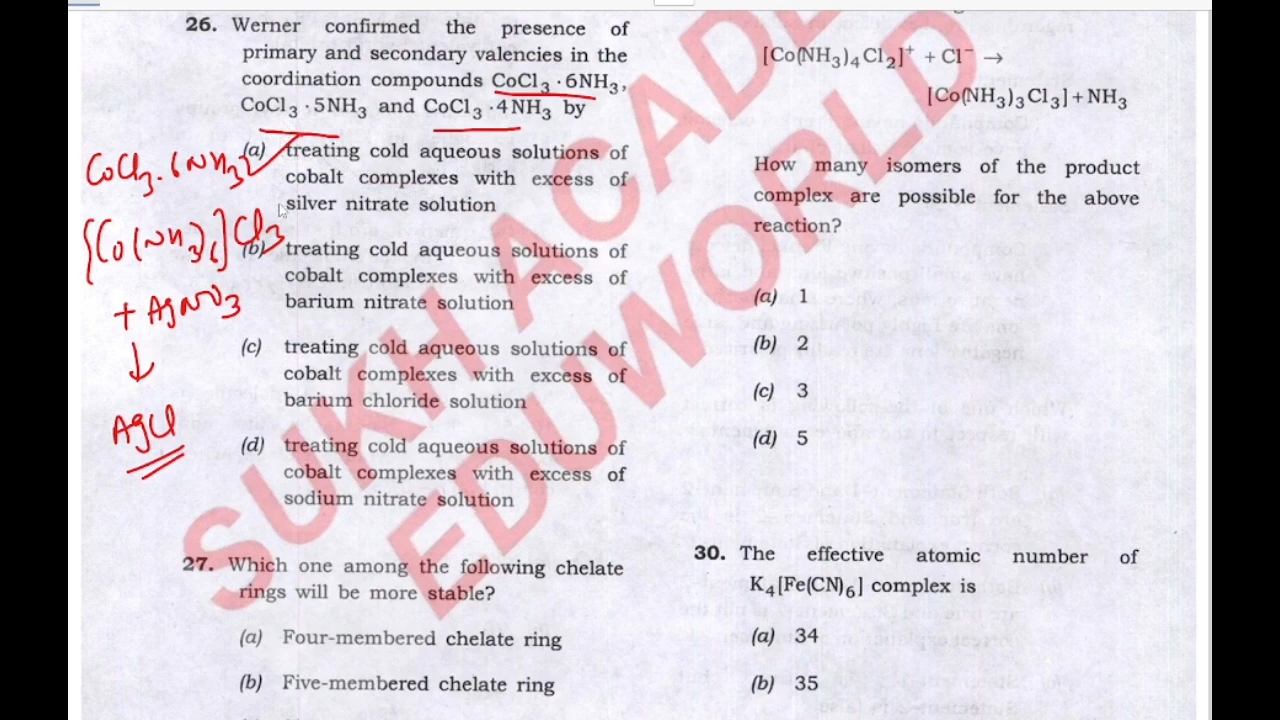 26. Werner confirmed the presence of
primary and secondary valencies in the
coordination compounds CoCl₃ · 6NH₃,
CoCl₃ · 5NH₃ and CoCl₃ · 4NH₃ by
(a) treating cold aqueous solutions of
cobalt complexes with excess of
silver nitrate solution
(b) treating cold aqueous solutions of
cobalt complexes with excess of
barium nitrate solution
(c) treating cold aqueous solutions of
cobalt complexes with excess of
barium chloride solution
(d) treating cold aqueous solutions of
cobalt complexes with excess of
sodium nitrate solution
CoCl₃ · 6NH₃
[Co(NH₃)₆]Cl₃
+ AgNO₃
↓
AgCl
27. Which one among the following chelate
rings will be more stable?
(a) Four-membered chelate ring
(b) Five-membered chelate ring
[Co(NH₃)₄Cl₂]⁺ + Cl⁻ →
[Co(NH₃)₃Cl₃] + NH₃
How many isomers of the product
complex are possible for the above
reaction?
(a) 1
(b) 2
(c) 3
(d) 5
30. The effective atomic number of
K₄[Fe(CN)₆] complex is
(a) 34
(b) 35
SUKH ACADE
EDUWORLD